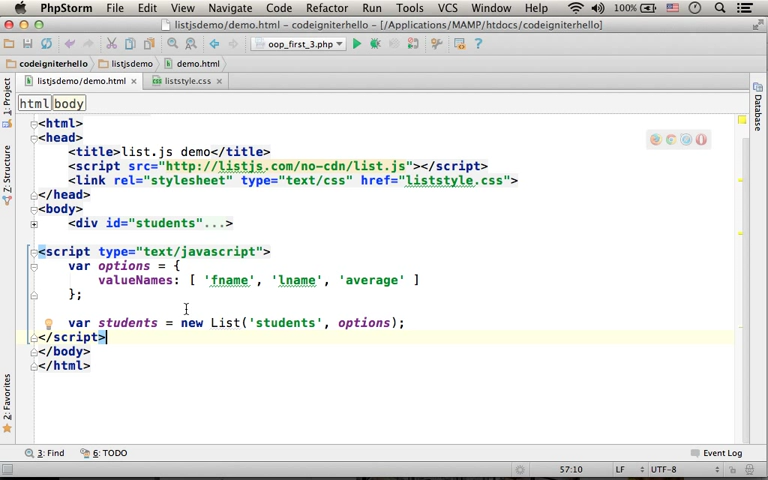 PhpStorm File Edit View Navigate Code Refactor Run Tools VCS Window Help 100%
listjsdemo/demo.html - codeigniterhello - [/Applications/MAMP/htdocs/codeigniterhello]
oop_first_3.php
codeigniterhello listjsdemo demo.html
listjsdemo/demo.html liststyle.css
html body
1: Project
Z: Structure
2: Favorites
Database
<html>
<head>
<title>list.js demo</title>
<script src="http://listjs.com/no-cdn/list.js"></script>
<link rel="stylesheet" type="text/css" href="liststyle.css">
</head>
<body>
<div id="students"...>
<script type="text/javascript">
var options = {
valueNames: [ 'fname', 'lname', 'average' ]
};
var students = new List('students', options);
</script>
</body>
</html>
3: Find 6: TODO Event Log
57:10 LF UTF-8